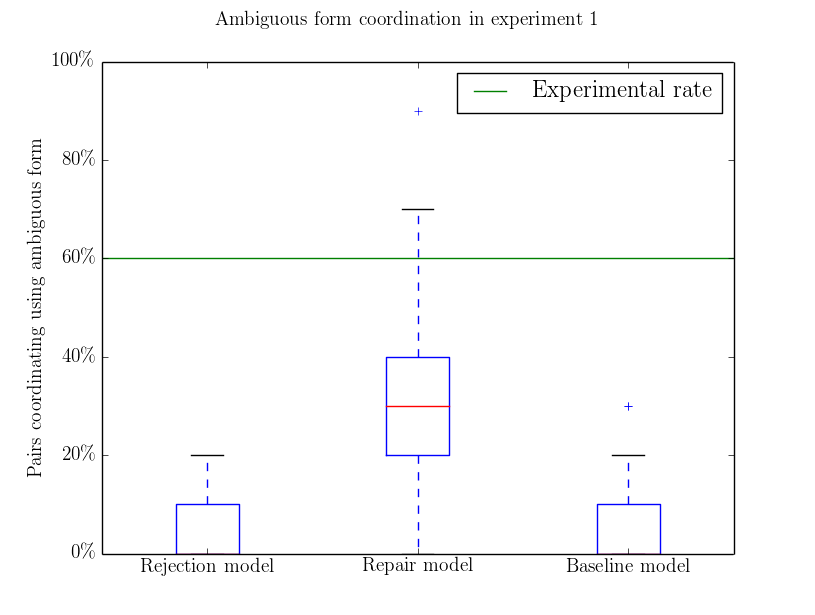 Ambiguous form coordination in experiment 1
Experimental rate
Pairs coordinating using ambiguous form
100%
80%
60%
40%
20%
0%
Rejection model
Repair model
Baseline model